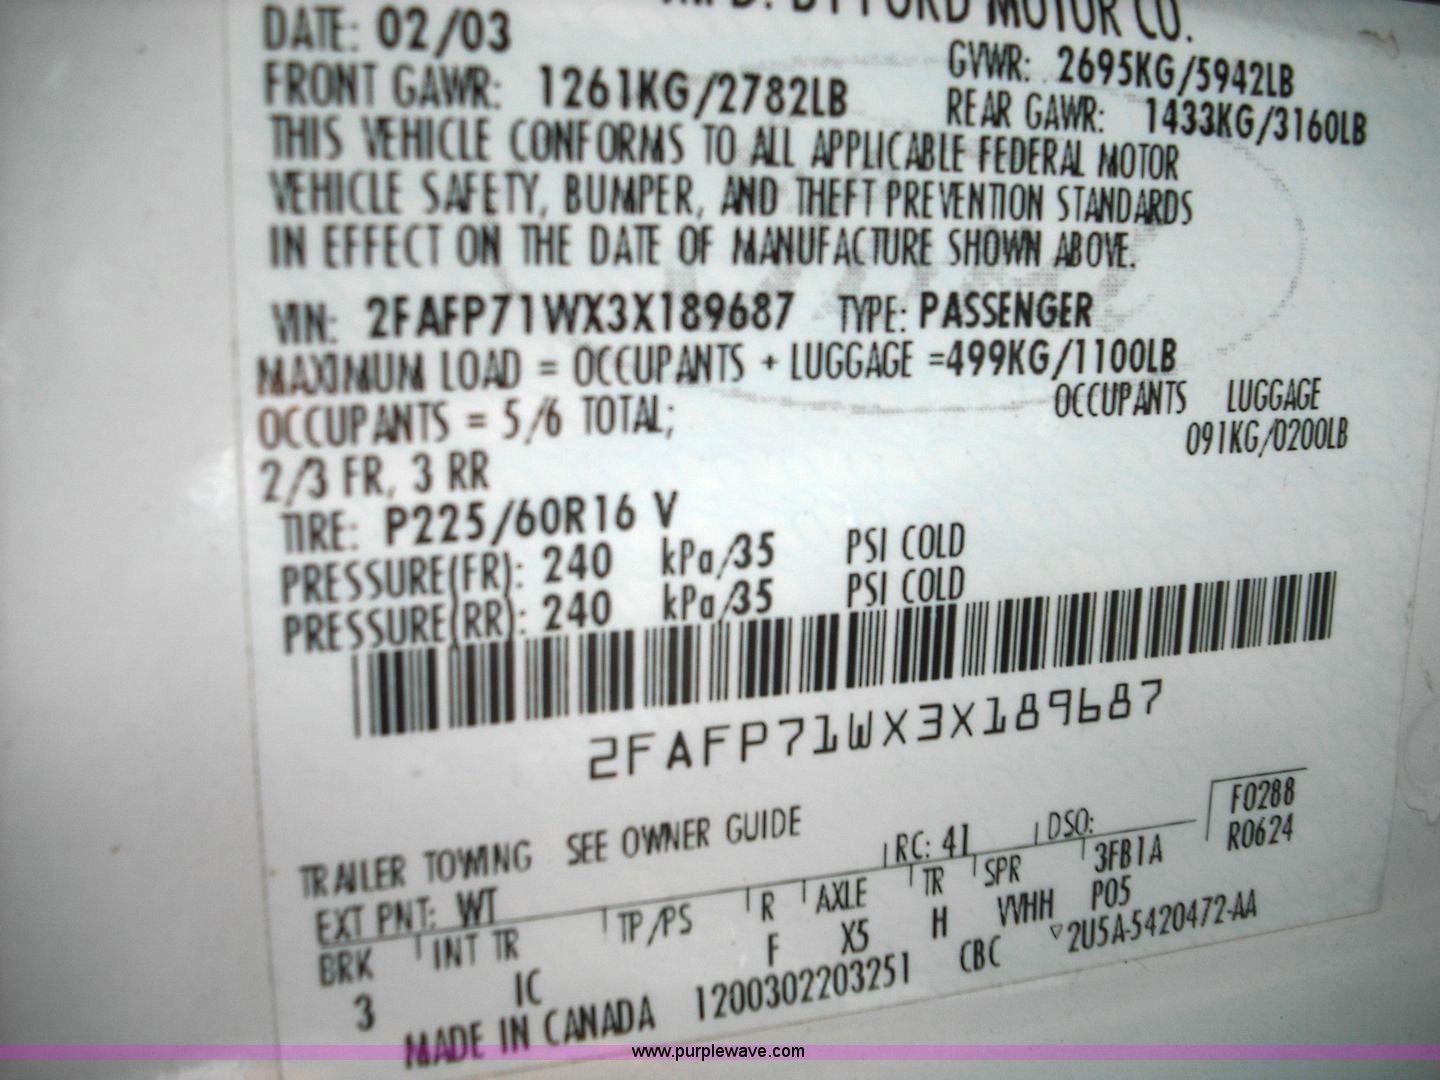 MFD. BY FORD MOTOR CO.
DATE: 02/03
GVWR: 2695KG/5942LB
FRONT GAWR: 1261KG/2782LB
REAR GAWR: 1433KG/3160LB
THIS VEHICLE CONFORMS TO ALL APPLICABLE FEDERAL MOTOR
VEHICLE SAFETY, BUMPER, AND THEFT PREVENTION STANDARDS
IN EFFECT ON THE DATE OF MANUFACTURE SHOWN ABOVE.
VIN: 2FAFP71WX3X189687 TYPE: PASSENGER
MAXIMUM LOAD = OCCUPANTS + LUGGAGE =499KG/1100LB
OCCUPANTS = 5/6 TOTAL;
OCCUPANTS LUGGAGE
2/3 FR, 3 RR
091KG/0200LB
TIRE: P225/60R16 V
PRESSURE(FR): 240 kPa/35 PSI COLD
PRESSURE(RR): 240 kPa/35 PSI COLD
2FAFP71WX3X189687
TRAILER TOWING SEE OWNER GUIDE
F0288
R0624
EXT PNT: WT RC: 41 DSO:
BRK INT TR TP/PS R AXLE TR SPR 3FB1A
3 IC F X5 H VVHH P05
MADE IN CANADA 1200302203251 CBC ▽2U5A-5420472-AA
www.purplewave.com